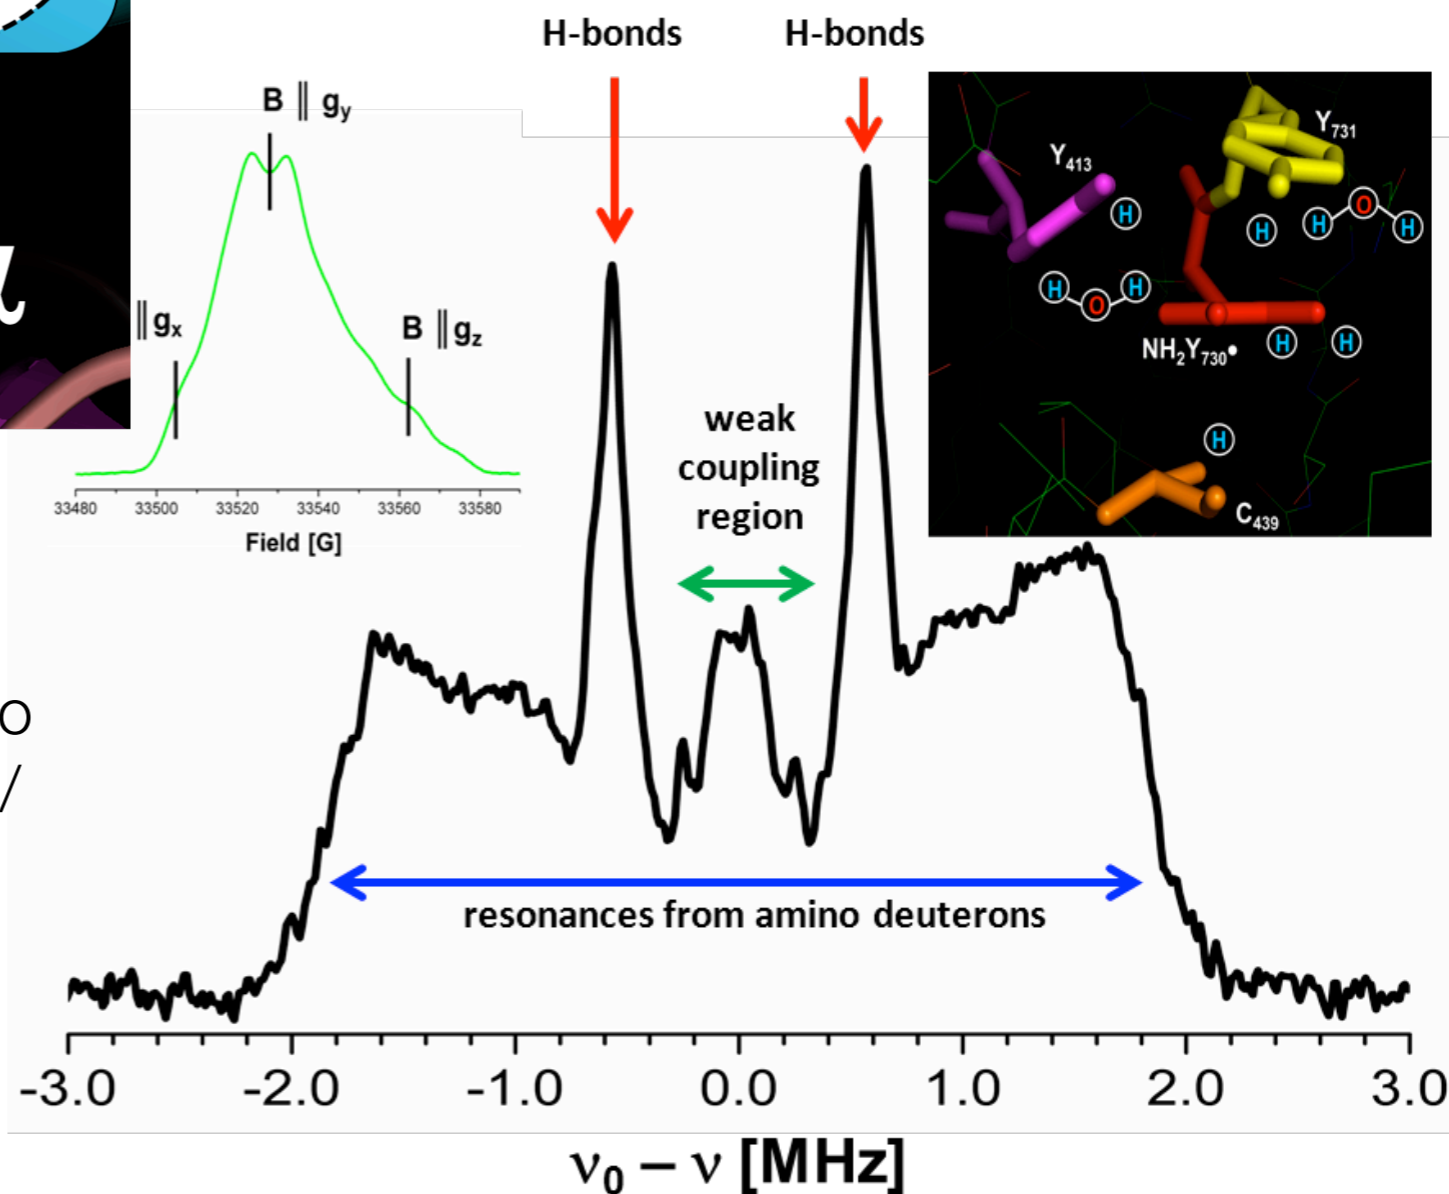 H-bonds H-bonds
B ∥ gy
∥gx
B ∥gz
33480 33500 33520 33540 33560 33580
Field [G]
weak
coupling
region
Y413
Y731
H
H
H O H
H O H
NH2Y730•
H H
H
C439
O
/
resonances from amino deuterons
-3.0 -2.0 -1.0 0.0 1.0 2.0 3.0
ν0 – ν [MHz]